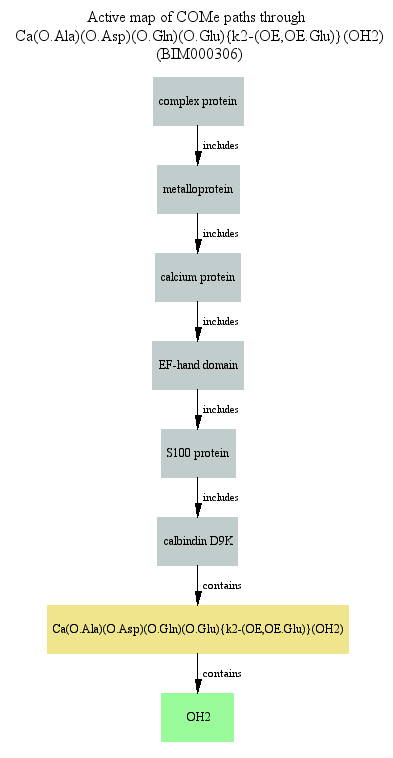 Active map of COMe paths through
Ca(O.Ala)(O.Asp)(O.Gln)(O.Glu){k2-(OE,OE.Glu)}(OH2)
(BIM000306)
complex protein
includes
metalloprotein
includes
calcium protein
includes
EF-hand domain
includes
S100 protein
includes
calbindin D9K
contains
Ca(O.Ala)(O.Asp)(O.Gln)(O.Glu){k2-(OE,OE.Glu)}(OH2)
contains
OH2